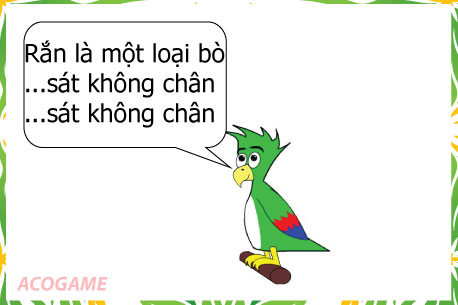 Rắn là một loại bò
...sát không chân
...sát không chân
ACOGAME